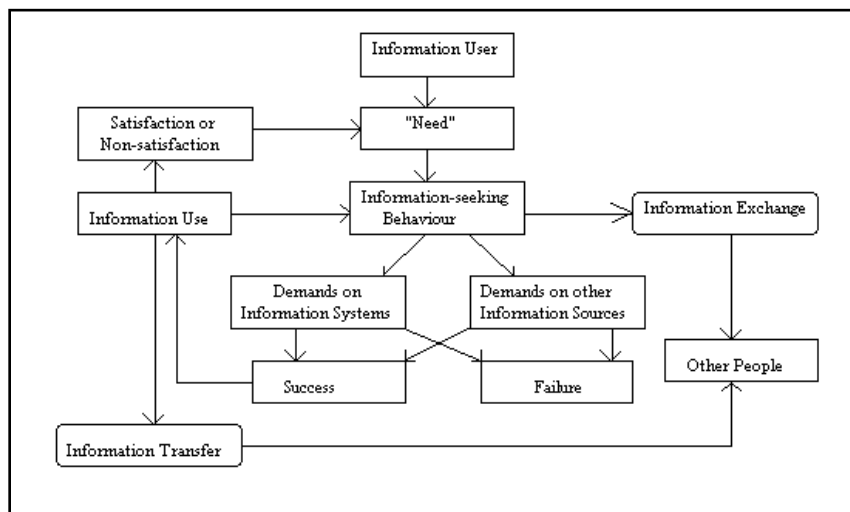 Information User
Satisfaction or
Non-satisfaction
"Need"
Information Use
Information-seeking
Behaviour
Information Exchange
Demands on
Information Systems
Demands on other
Information Sources
Success
Failure
Other People
Information Transfer